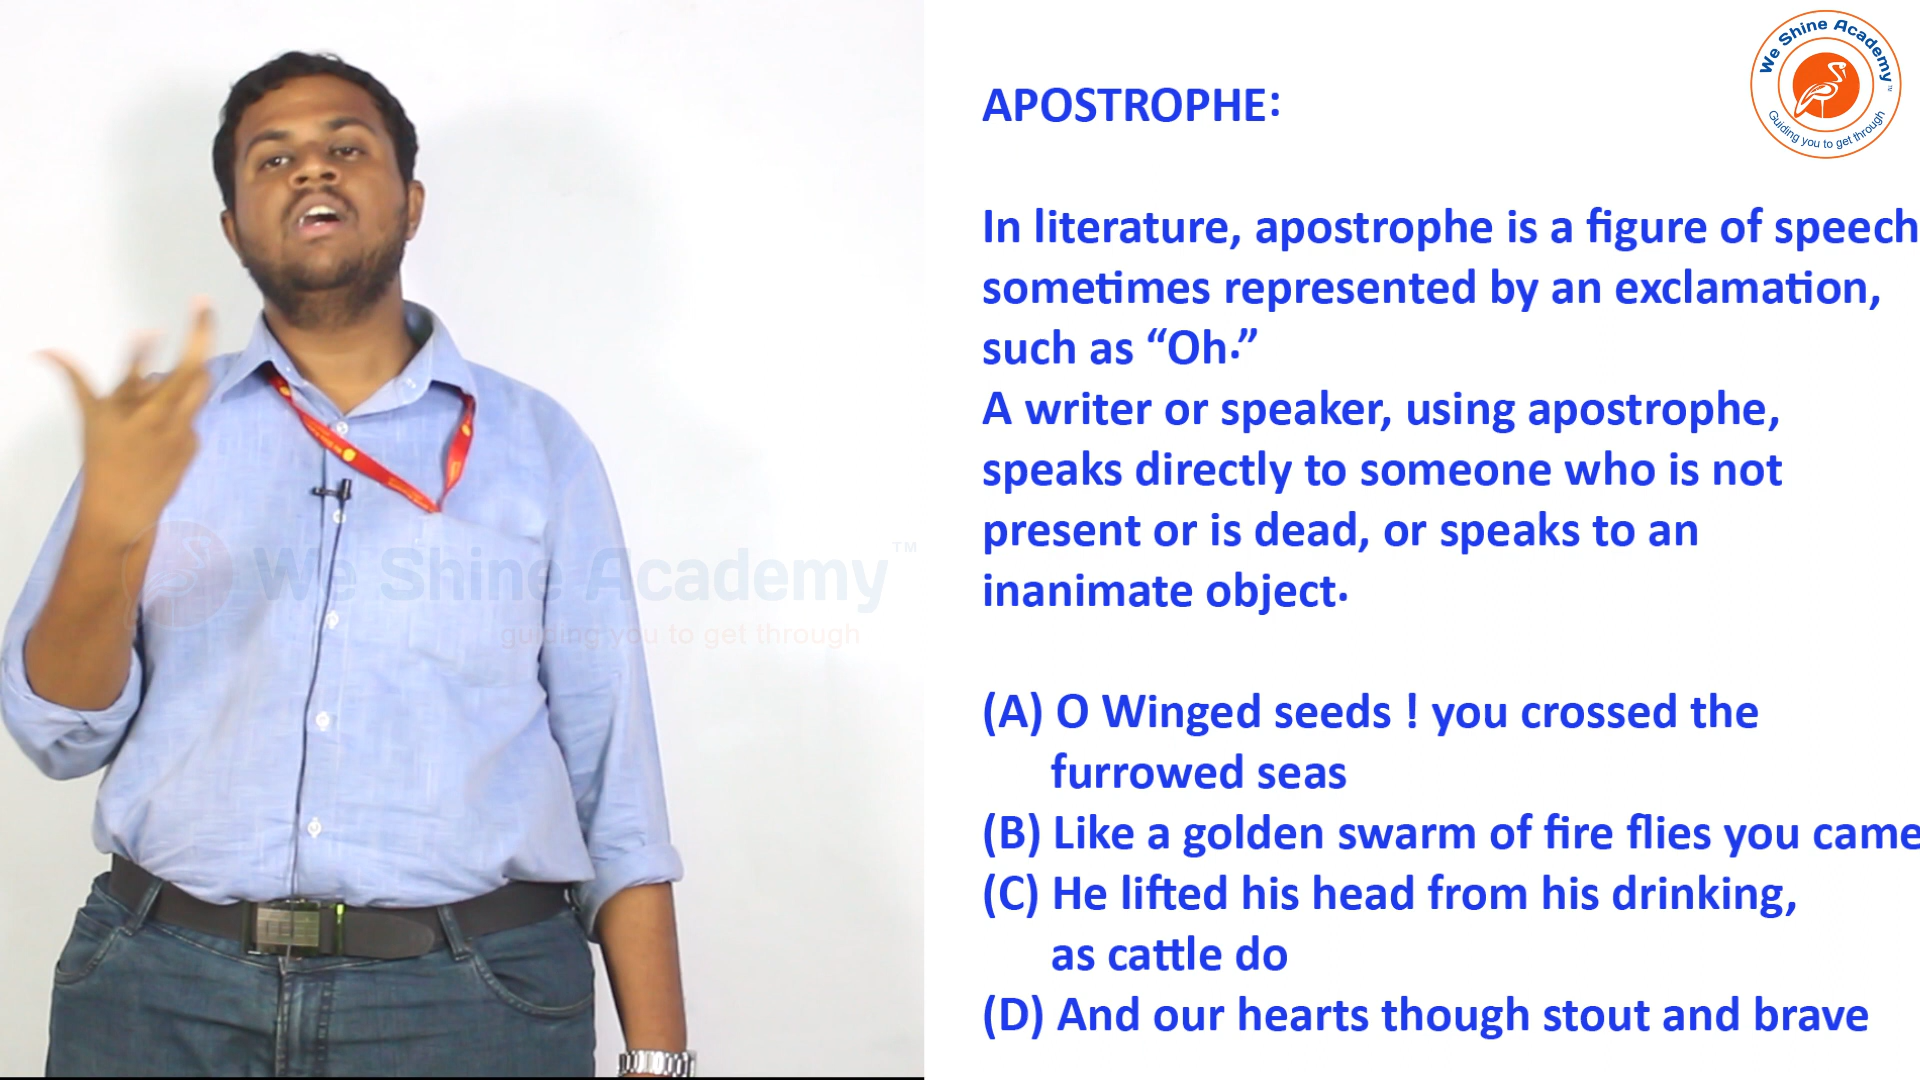 We Shine Academy
TM
Guiding you to get through
APOSTROPHE:
In literature, apostrophe is a figure of speech
sometimes represented by an exclamation,
such as “Oh.”
A writer or speaker, using apostrophe,
speaks directly to someone who is not
present or is dead, or speaks to an
inanimate object.
(A) O Winged seeds ! you crossed the
furrowed seas
(B) Like a golden swarm of fire flies you came
(C) He lifted his head from his drinking,
as cattle do
(D) And our hearts though stout and brave
We Shine Academy TM
guiding you to get through